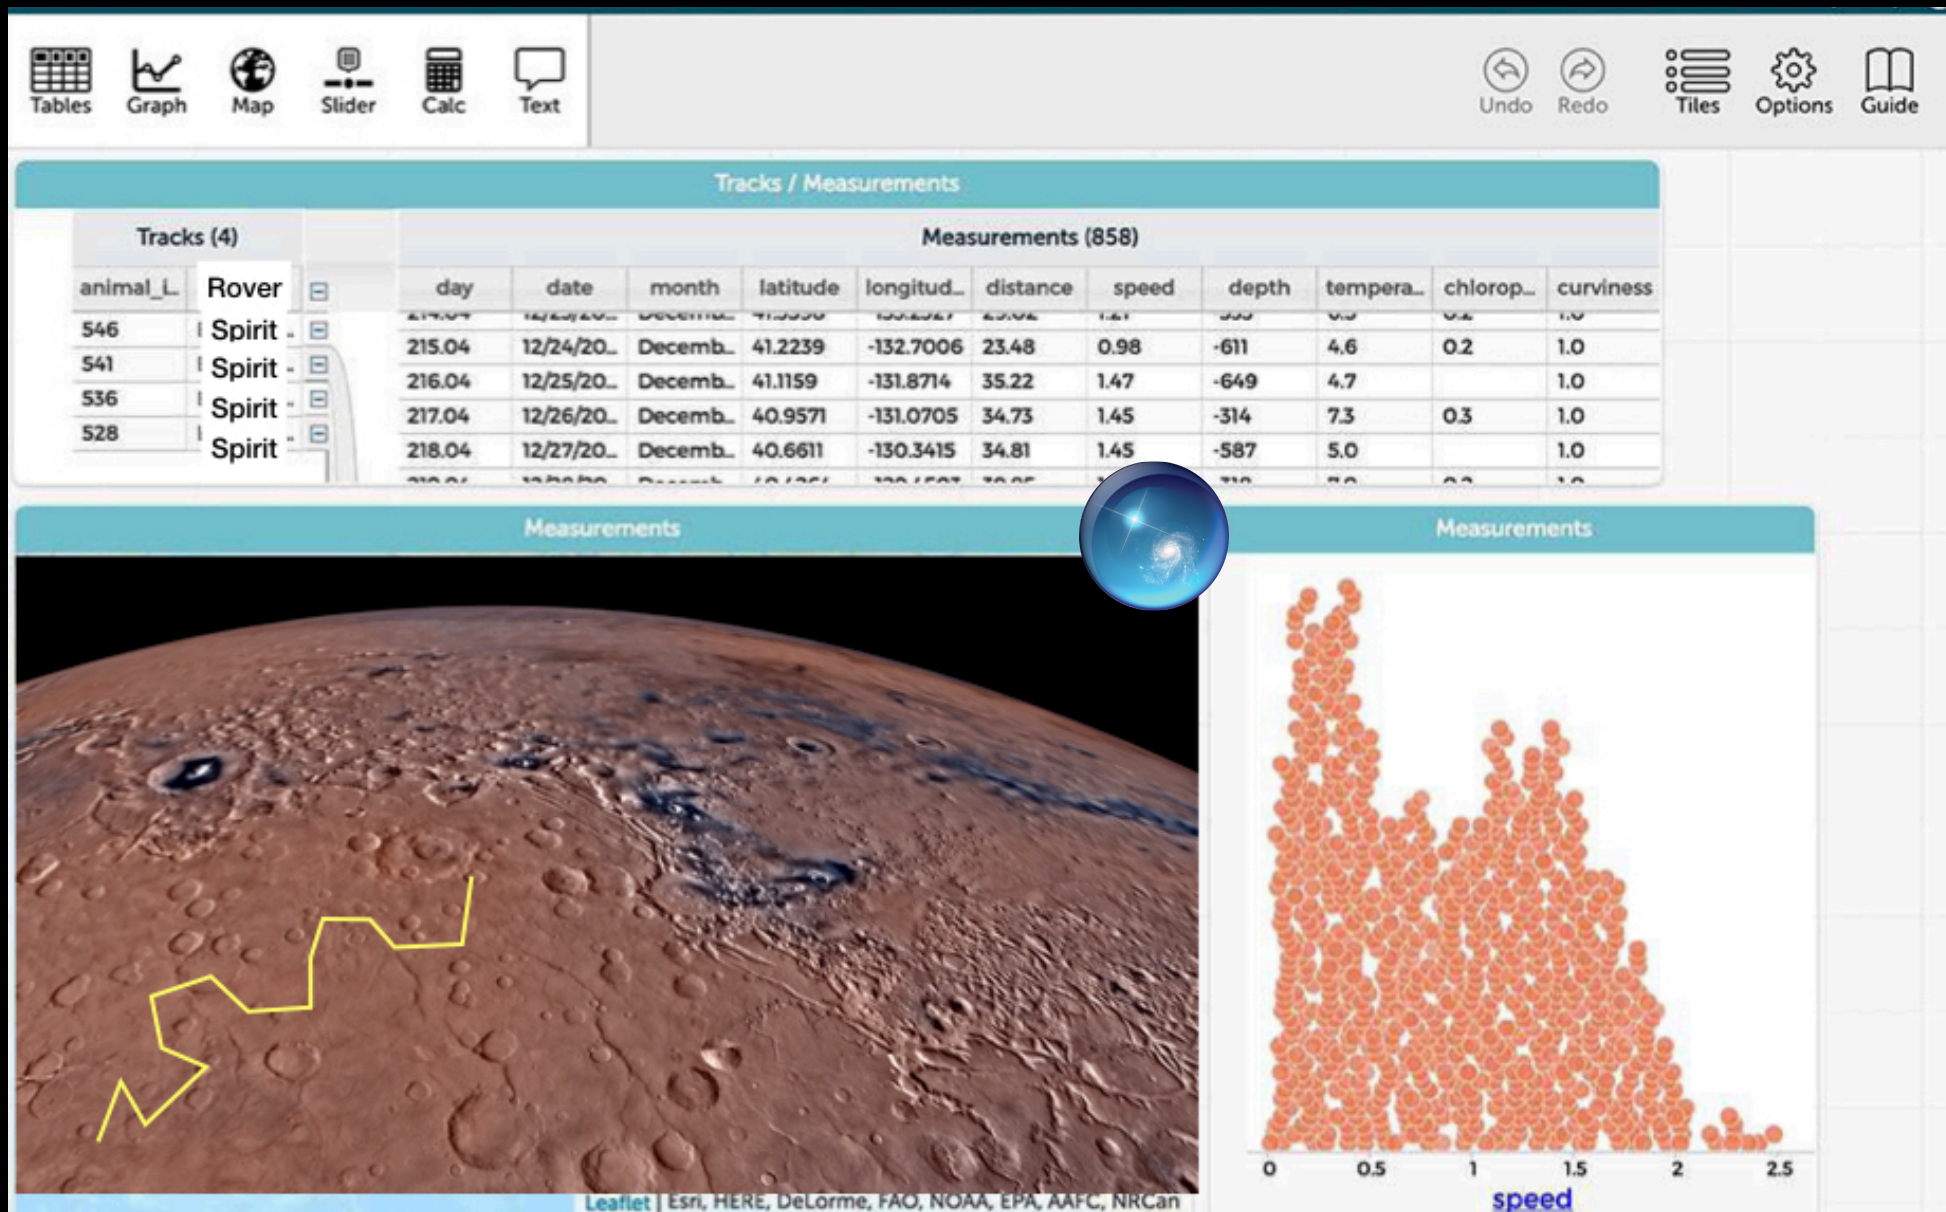 Tables Graph Map Slider Calc Text Undo Redo Tiles Options Guide
Tracks / Measurements
Tracks (4) Measurements (858)
animal_i... Rover day date month latitude longitud... distance speed depth tempera... chlorop... curviness
546 Spirit
215.04 12/24/20... Decemb... 41.2239 -132.7006 23.48 0.98 -611 4.6 0.2 1.0
541 Spirit
216.04 12/25/20... Decemb... 41.1159 -131.8714 35.22 1.47 -649 4.7 1.0
536 Spirit
217.04 12/26/20... Decemb... 40.9571 -131.0705 34.73 1.45 -314 7.3 0.3 1.0
528 Spirit
218.04 12/27/20... Decemb... 40.6611 -130.3415 34.81 1.45 -587 5.0 1.0
Measurements
Measurements
0 0.5 1 1.5 2 2.5
speed
Leaflet | Esri, HERE, DeLorme, FAO, NOAA, EPA, AAFC, NRCan